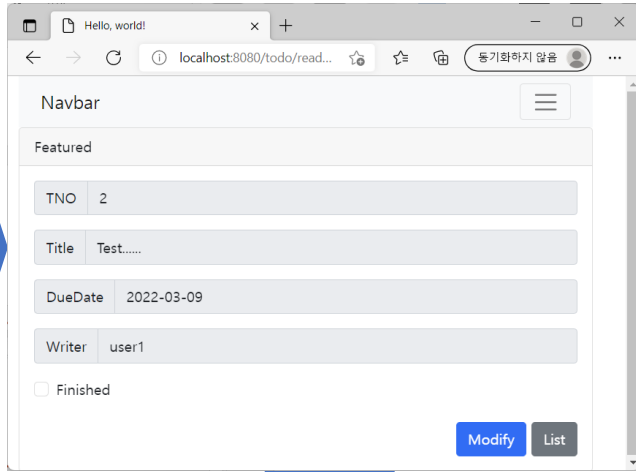 Hello, world!
localhost:8080/todo/read...
동기화하지 않음
Navbar
Featured
TNO 2
Title Test......
DueDate 2022-03-09
Writer user1
Finished
Modify List